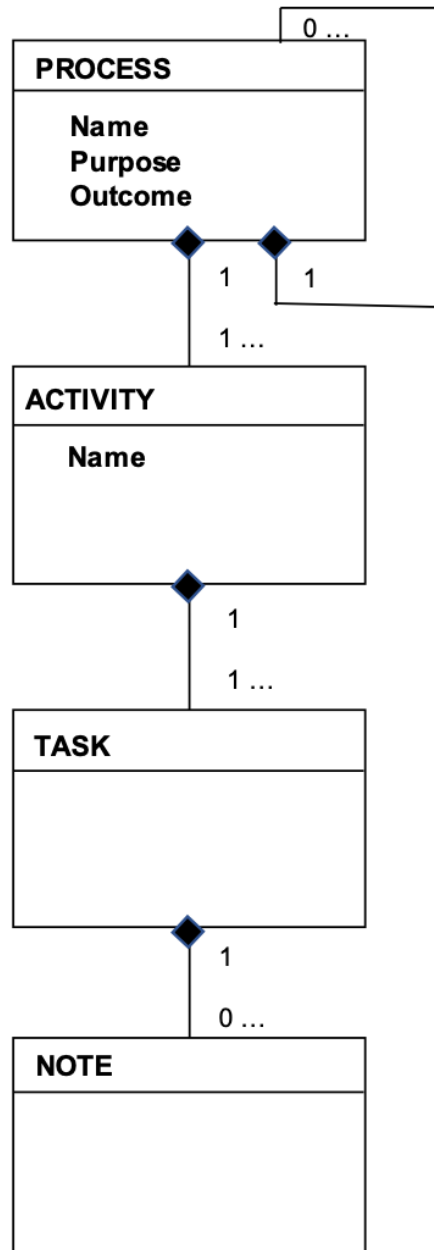 0 ...
PROCESS
Name
Purpose
Outcome
1
1
1 ...
ACTIVITY
Name
1
1 ...
TASK
1
0 ...
NOTE